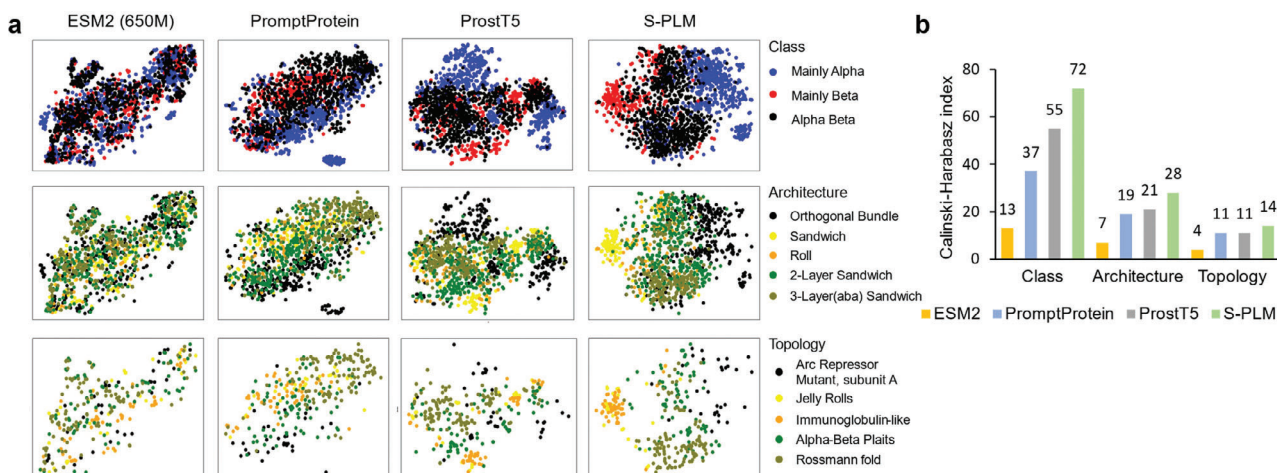 a
ESM2 (650M) PromptProtein ProstT5 S-PLM
Class
Mainly Alpha
Mainly Beta
Alpha Beta
Architecture
Orthogonal Bundle
Sandwich
Roll
2-Layer Sandwich
3-Layer(aba) Sandwich
Topology
Arc Repressor
Mutant, subunit A
Jelly Rolls
Immunoglobulin-like
Alpha-Beta Plaits
Rossmann fold
b
Calinski-Harabasz index
80
60
40
20
0
13 37 55 72
7 19 21 28
4 11 11 14
Class Architecture Topology
ESM2 PromptProtein ProstT5 S-PLM